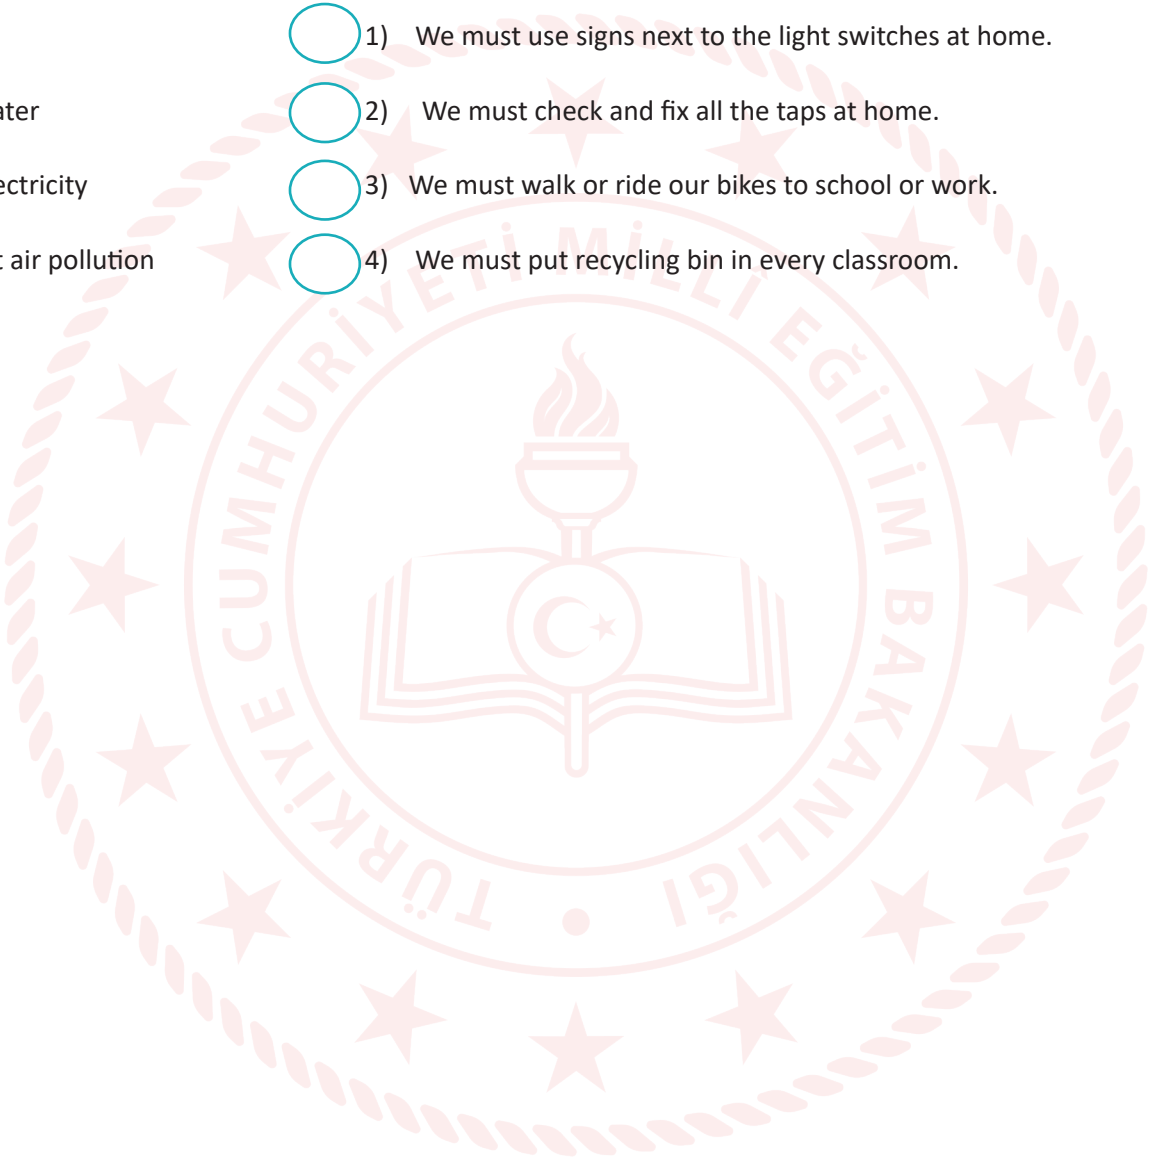 1) We must use signs next to the light switches at home.
ater 2) We must check and fix all the taps at home.
ectricity 3) We must walk or ride our bikes to school or work.
t air pollution 4) We must put recycling bin in every classroom.
TÜRKİYE CUMHURİYETİ MİLLİ EĞİTİM BAKANLIĞI